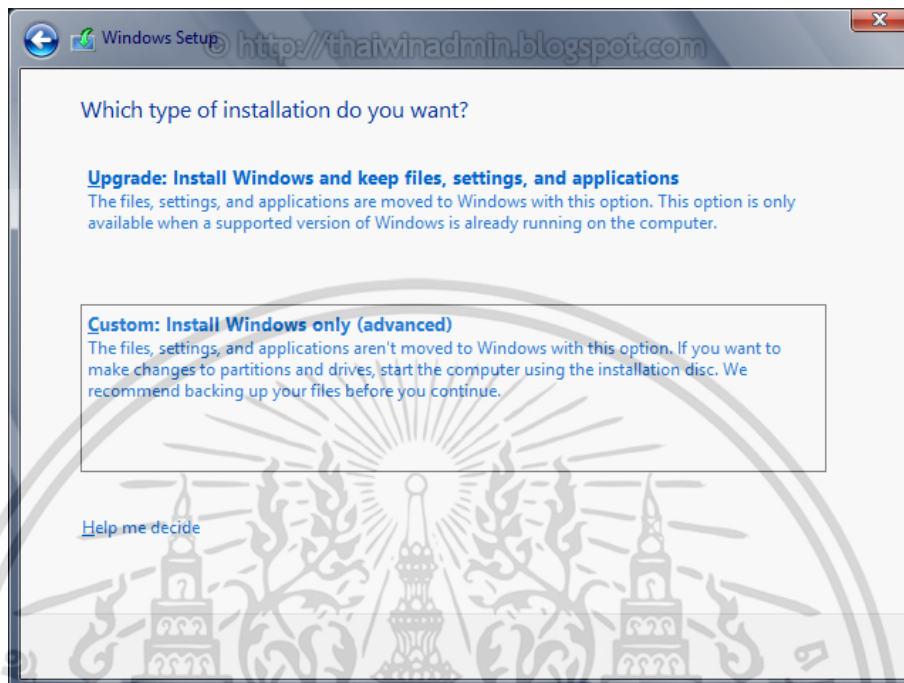 Windows Setup
© http://thaiwinadmin.blogspot.com
Which type of installation do you want?
Upgrade: Install Windows and keep files, settings, and applications
The files, settings, and applications are moved to Windows with this option. This option is only
available when a supported version of Windows is already running on the computer.
Custom: Install Windows only (advanced)
The files, settings, and applications aren't moved to Windows with this option. If you want to
make changes to partitions and drives, start the computer using the installation disc. We
recommend backing up your files before you continue.
Help me decide